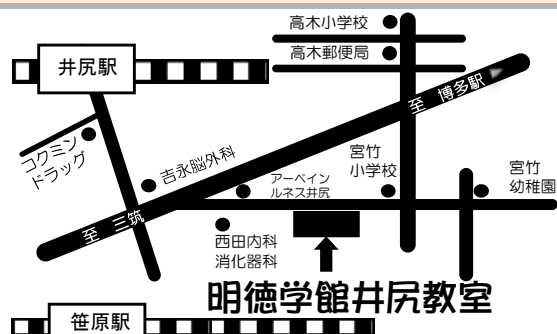 高木小学校
高木郵便局
井尻駅
至 博多駅
コクミン
ドラッグ
吉永脳外科
アーベイン
ルネス井尻
宮竹
小学校
宮竹
幼稚園
至 三筑
西田内科
消化器科
明徳学館井尻教室
笹原駅